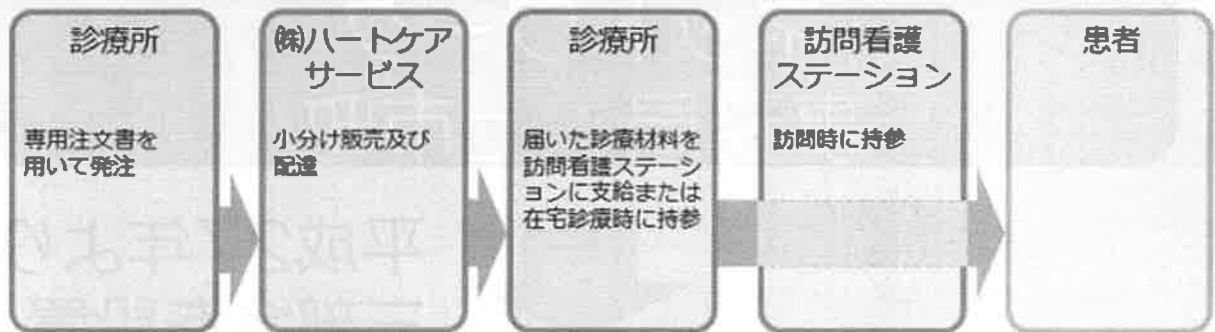 診療所
専用注文書を
用いて発注
㈱ハートケア
サービス
小分け販売及び
配達
診療所
届いた診療材料を
訪問看護ステーシ
ョンに支給または
在宅診療時に持参
訪問看護
ステーション
訪問時に持参
患者